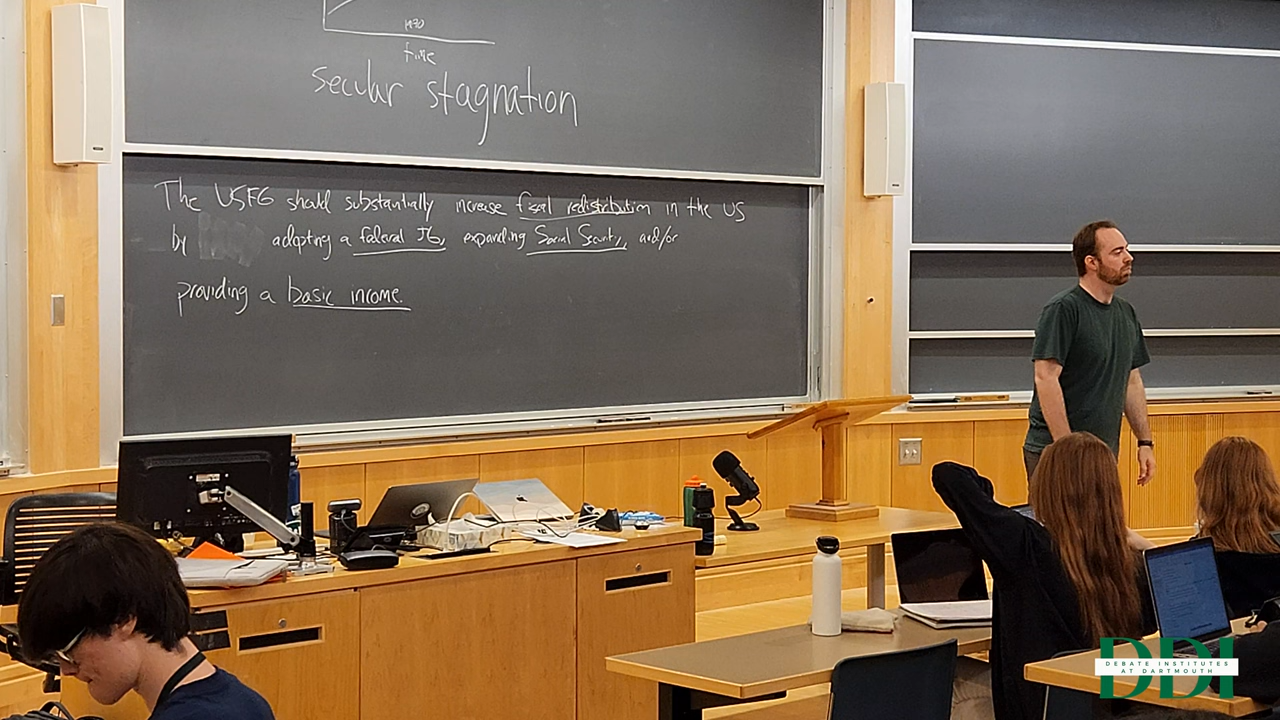 1970
time
secular stagnation
The USFG should substantially increase fiscal redistribution in the US
by adopting a federal JG, expanding Social Security, and/or
providing a basic income.
DDI
DEBATE INSTITUTES
AT DARTMOUTH